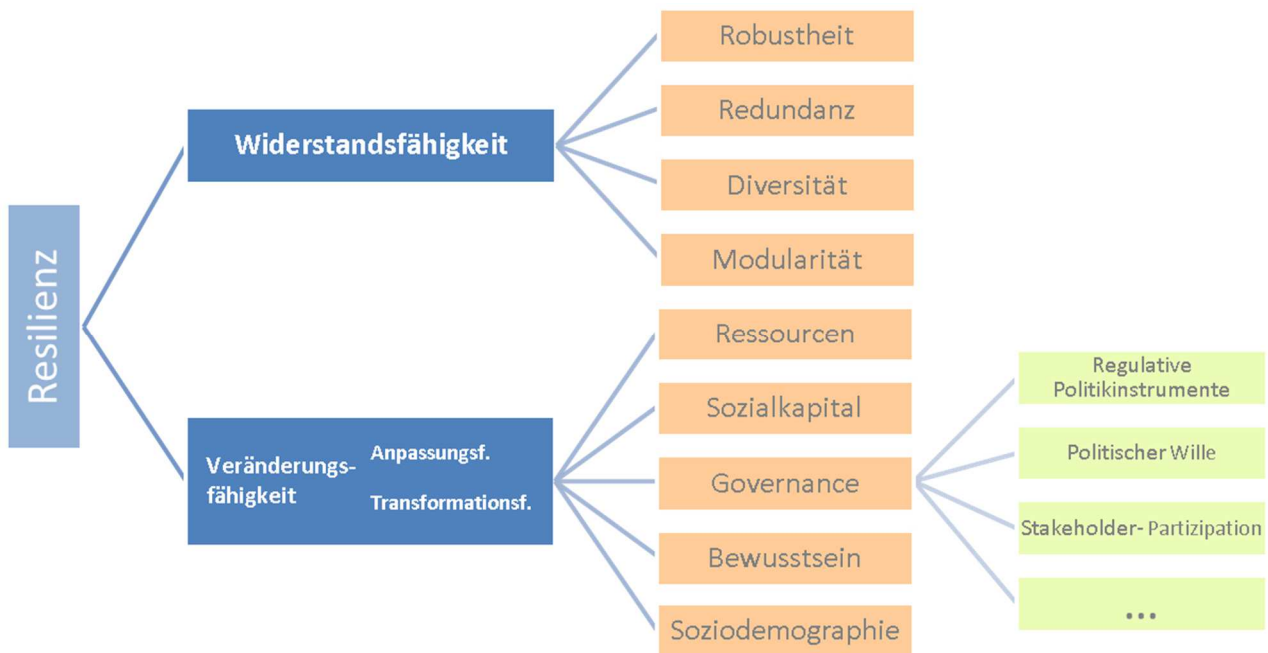 Resilienz
Widerstandsfähigkeit
Robustheit
Redundanz
Diversität
Modularität
Veränderungs-
fähigkeit
Anpassungsf.
Transformationsf.
Ressourcen
Sozialkapital
Governance
Bewusstsein
Soziodemographie
Regulative
Politikinstrumente
Politischer Wille
Stakeholder- Partizipation
...